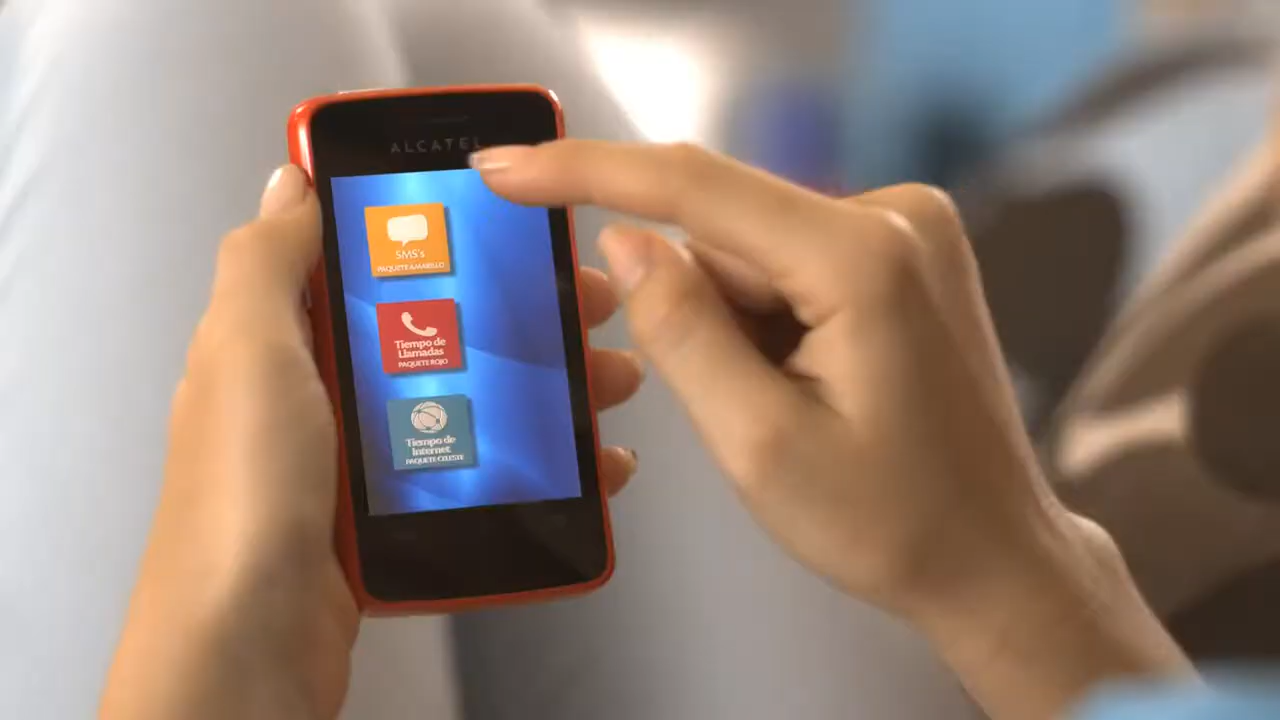 ALCATEL
SMS's
PAQUETE AMARILLO
Tiempo de
Llamadas
PAQUETE ROJO
Tiempo de
Internet
PAQUETE CELESTE